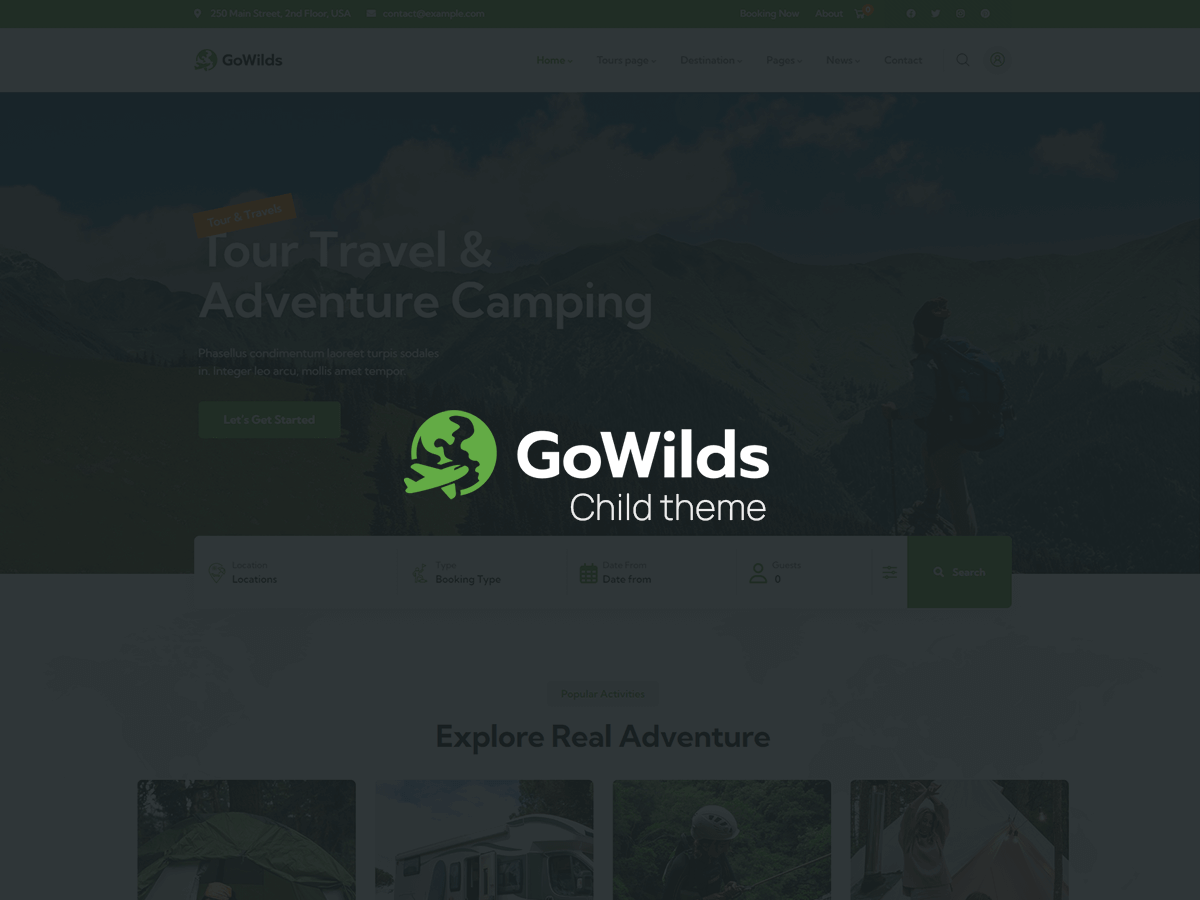 250 Main Street, 2nd Floor, USA contact@example.com Booking Now About 0
GoWilds Home Tours page Destination Pages News Contact
Tour & Travels
Tour Travel &
Adventure Camping
Phasellus condimentum laoreet turpis sodales
in. Integer leo arcu, mollis amet tempor.
Let's Get Started
GoWilds
Child theme
Location Type Date From Guests
Locations Booking Type Date from 0
Search
Popular Activities
Explore Real Adventure